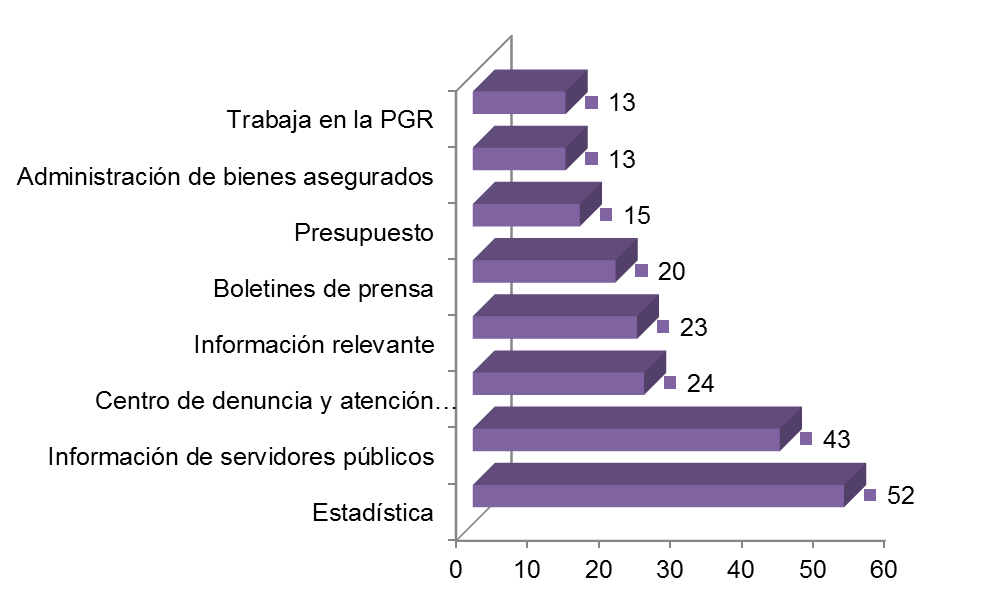 13
Trabaja en la PGR
13
Administración de bienes asegurados
15
Presupuesto
20
Boletines de prensa
23
Información relevante
24
Centro de denuncia y atención…
43
Información de servidores públicos
52
Estadística
0 10 20 30 40 50 60